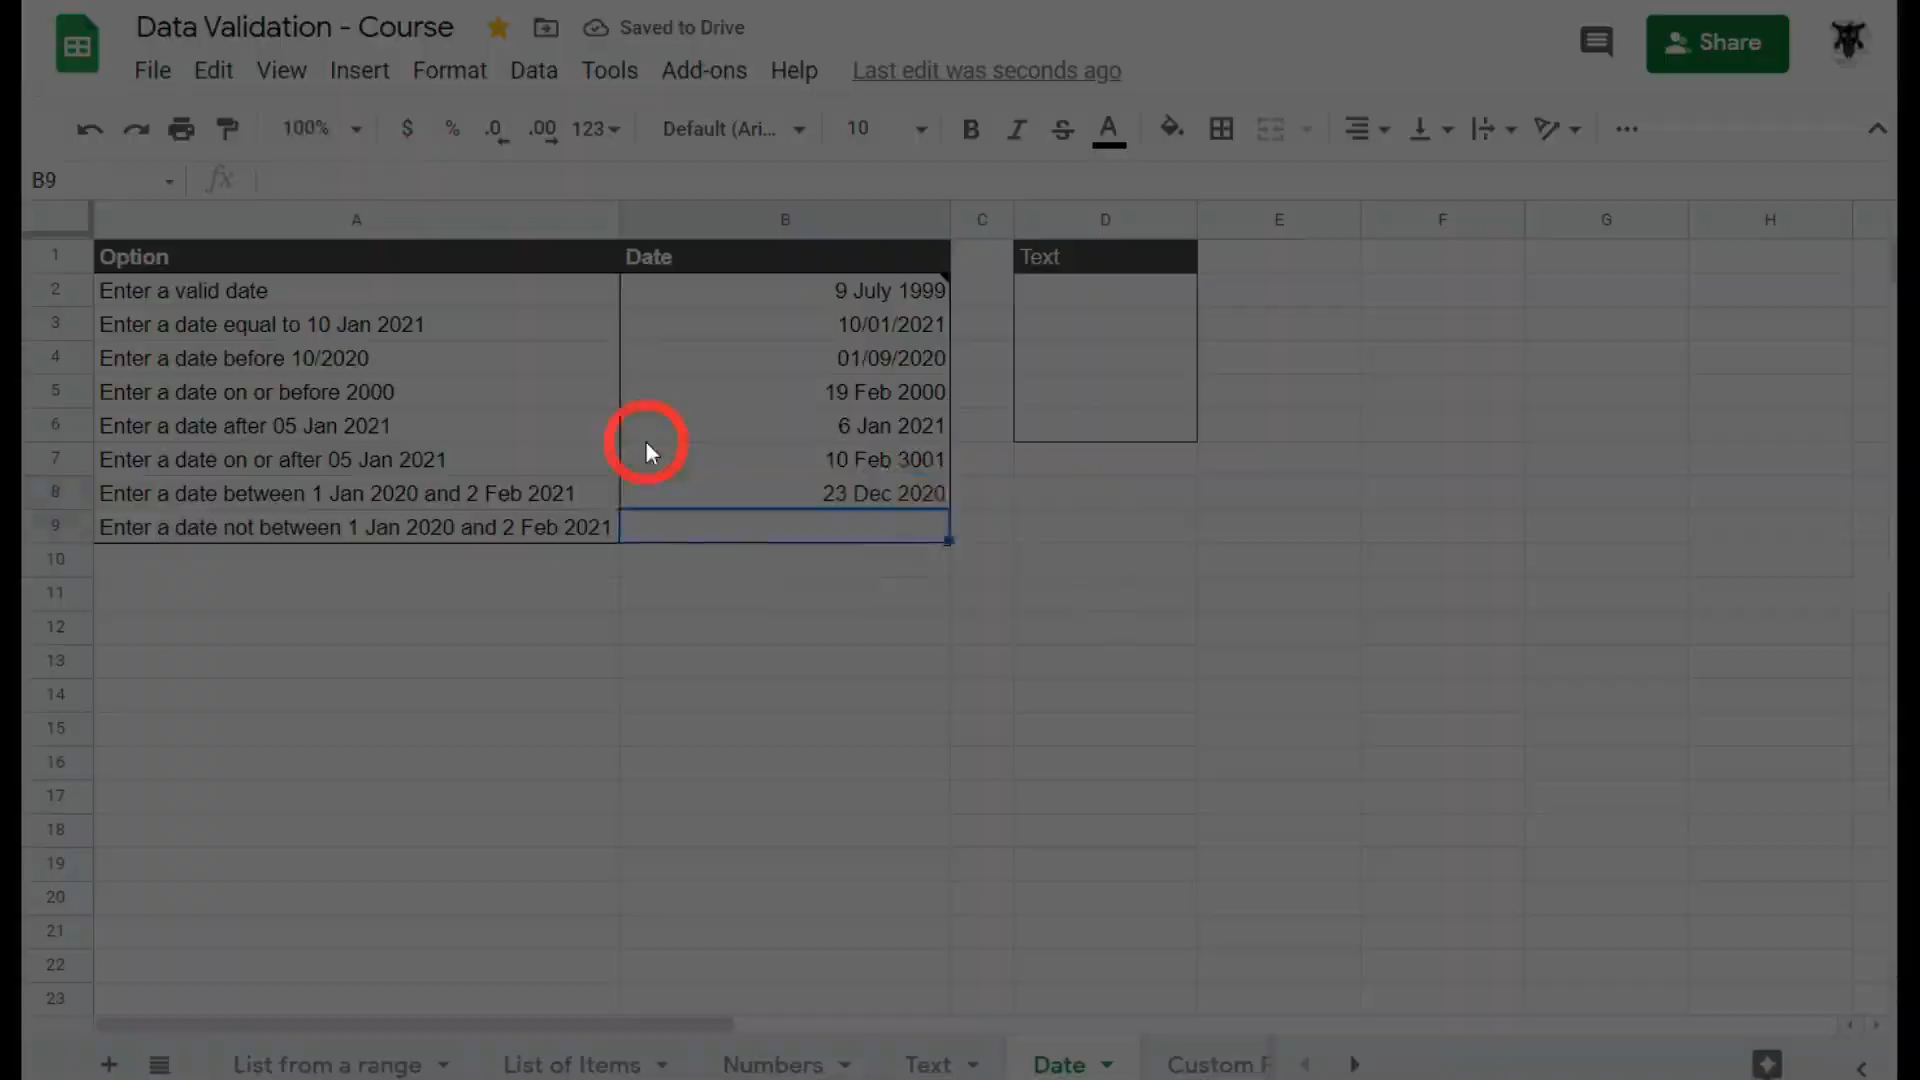 Data Validation - Course Saved to Drive
File Edit View Insert Format Data Tools Add-ons Help Last edit was seconds ago
Share
100% $ % .0 .00 123 Default (Ari... 10 B I S A
B9 fx
A B C D E F G H
1 Option Date Text
2 Enter a valid date 9 July 1999
3 Enter a date equal to 10 Jan 2021 10/01/2021
4 Enter a date before 10/2020 01/09/2020
5 Enter a date on or before 2000 19 Feb 2000
6 Enter a date after 05 Jan 2021 6 Jan 2021
7 Enter a date on or after 05 Jan 2021 10 Feb 3001
8 Enter a date between 1 Jan 2020 and 2 Feb 2021 23 Dec 2020
9 Enter a date not between 1 Jan 2020 and 2 Feb 2021
10
11
12
13
14
15
16
17
18
19
20
21
22
23
List from a range List of Items Numbers Text Date Custom F